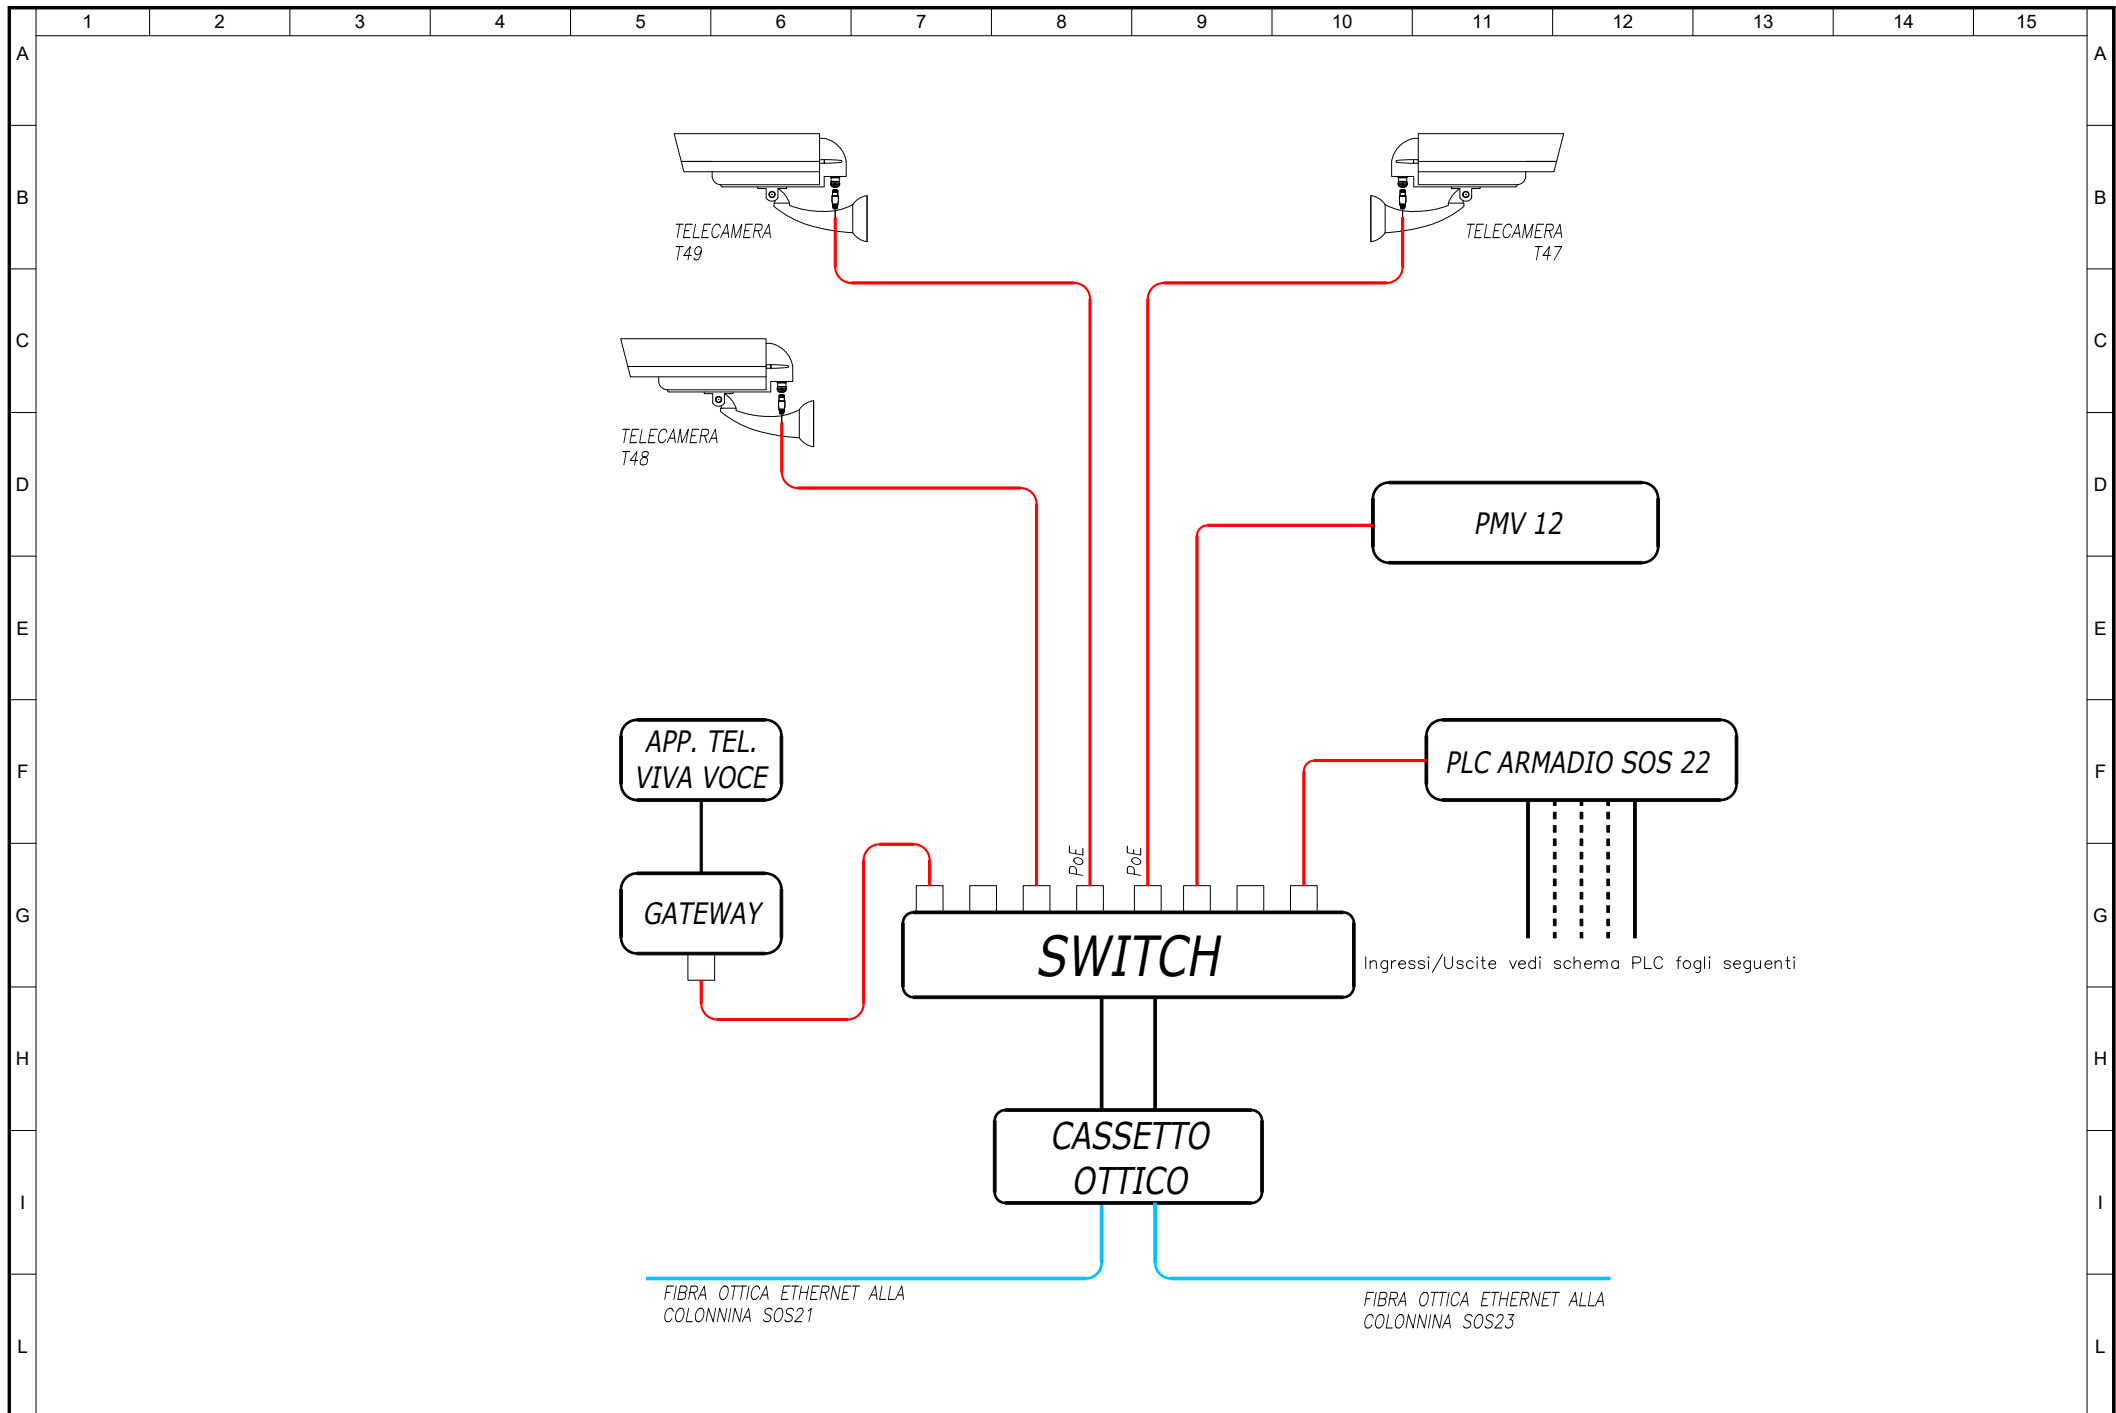 1 2 3 4 5 6 7 8 9 10 11 12 13 14 15
A A
B B
TELECAMERA
T49
TELECAMERA
T47
C C
TELECAMERA
T48
D D
PMV 12
E E
APP. TEL.
VIVA VOCE
PLC ARMADIO SOS 22
F F
PoE PoE
GATEWAY
G G
SWITCH
Ingressi/Uscite vedi schema PLC fogli seguenti
H H
CASSETTO
OTTICO
I I
FIBRA OTTICA ETHERNET ALLA
COLONNINA SOS21
FIBRA OTTICA ETHERNET ALLA
COLONNINA SOS23
L L